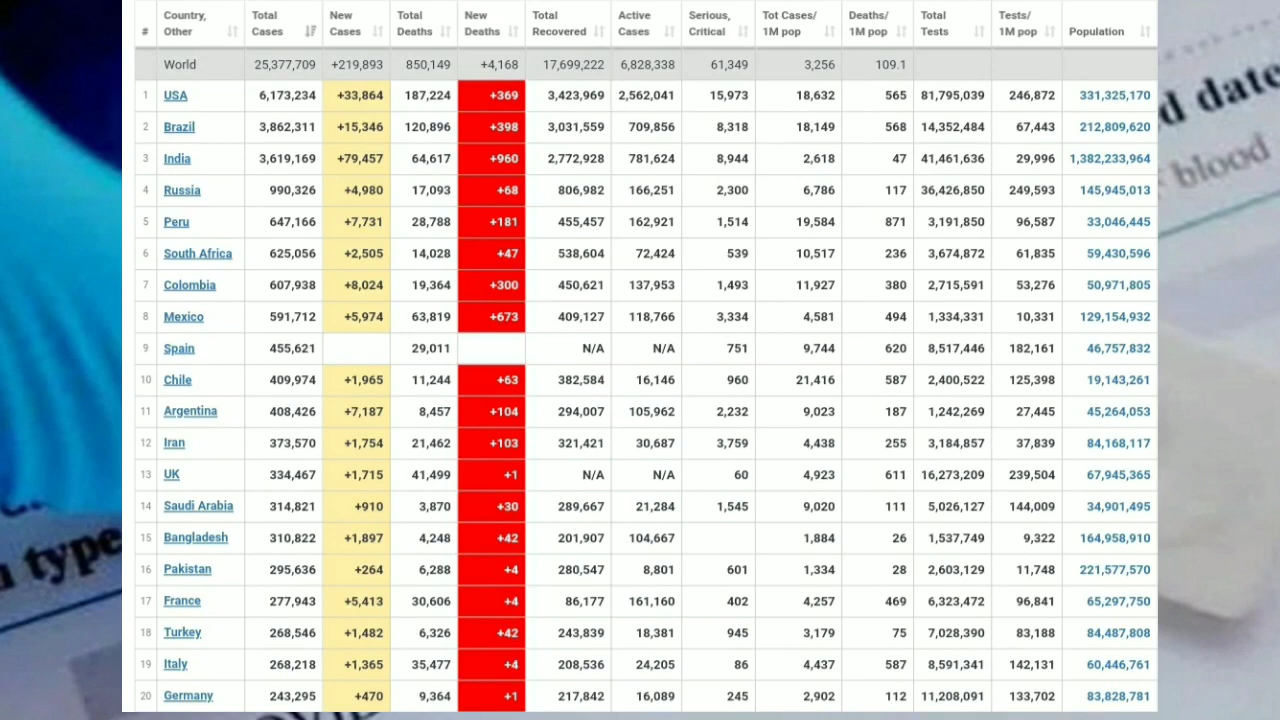 # Country, Other Total Cases New Cases Total Deaths New Deaths Total Recovered Active Cases Serious, Critical Tot Cases/ 1M pop Deaths/ 1M pop Total Tests Tests/ 1M pop Population
World 25,377,709 +219,893 850,149 +4,168 17,699,222 6,828,338 61,349 3,256 109.1
1 USA 6,173,234 +33,864 187,224 +369 3,423,969 2,562,041 15,973 18,632 565 81,795,039 246,872 331,325,170
2 Brazil 3,862,311 +15,346 120,896 +398 3,031,559 709,856 8,318 18,149 568 14,352,484 67,443 212,809,620
3 India 3,619,169 +79,457 64,617 +960 2,772,928 781,624 8,944 2,618 47 41,461,636 29,996 1,382,233,964
4 Russia 990,326 +4,980 17,093 +68 806,982 166,251 2,300 6,786 117 36,426,850 249,593 145,945,013
5 Peru 647,166 +7,731 28,788 +181 455,457 162,921 1,514 19,584 871 3,191,850 96,587 33,046,445
6 South Africa 625,056 +2,505 14,028 +47 538,604 72,424 539 10,517 236 3,674,872 61,835 59,430,596
7 Colombia 607,938 +8,024 19,364 +300 450,621 137,953 1,493 11,927 380 2,715,591 53,276 50,971,805
8 Mexico 591,712 +5,974 63,819 +673 409,127 118,766 3,334 4,581 494 1,334,331 10,331 129,154,932
9 Spain 455,621 29,011 N/A N/A 751 9,744 620 8,517,446 182,161 46,757,832
10 Chile 409,974 +1,965 11,244 +63 382,584 16,146 960 21,416 587 2,400,522 125,398 19,143,261
11 Argentina 408,426 +7,187 8,457 +104 294,007 105,962 2,232 9,023 187 1,242,269 27,445 45,264,053
12 Iran 373,570 +1,754 21,462 +103 321,421 30,687 3,759 4,438 255 3,184,857 37,839 84,168,117
13 UK 334,467 +1,715 41,499 +1 N/A N/A 60 4,923 611 16,273,209 239,504 67,945,365
14 Saudi Arabia 314,821 +910 3,870 +30 289,667 21,284 1,545 9,020 111 5,026,127 144,009 34,901,495
15 Bangladesh 310,822 +1,897 4,248 +42 201,907 104,667 1,884 26 1,537,749 9,322 164,958,910
16 Pakistan 295,636 +264 6,288 +4 280,547 8,801 601 1,334 28 2,603,129 11,748 221,577,570
17 France 277,943 +5,413 30,606 +4 86,177 161,160 402 4,257 469 6,323,472 96,841 65,297,750
18 Turkey 268,546 +1,482 6,326 +42 243,839 18,381 945 3,179 75 7,028,390 83,188 84,487,808
19 Italy 268,218 +1,365 35,477 +4 208,536 24,205 86 4,437 587 8,591,341 142,131 60,446,761
20 Germany 243,295 +470 9,364 +1 217,842 16,089 245 2,902 112 11,208,091 133,702 83,828,781
d date
blood
type